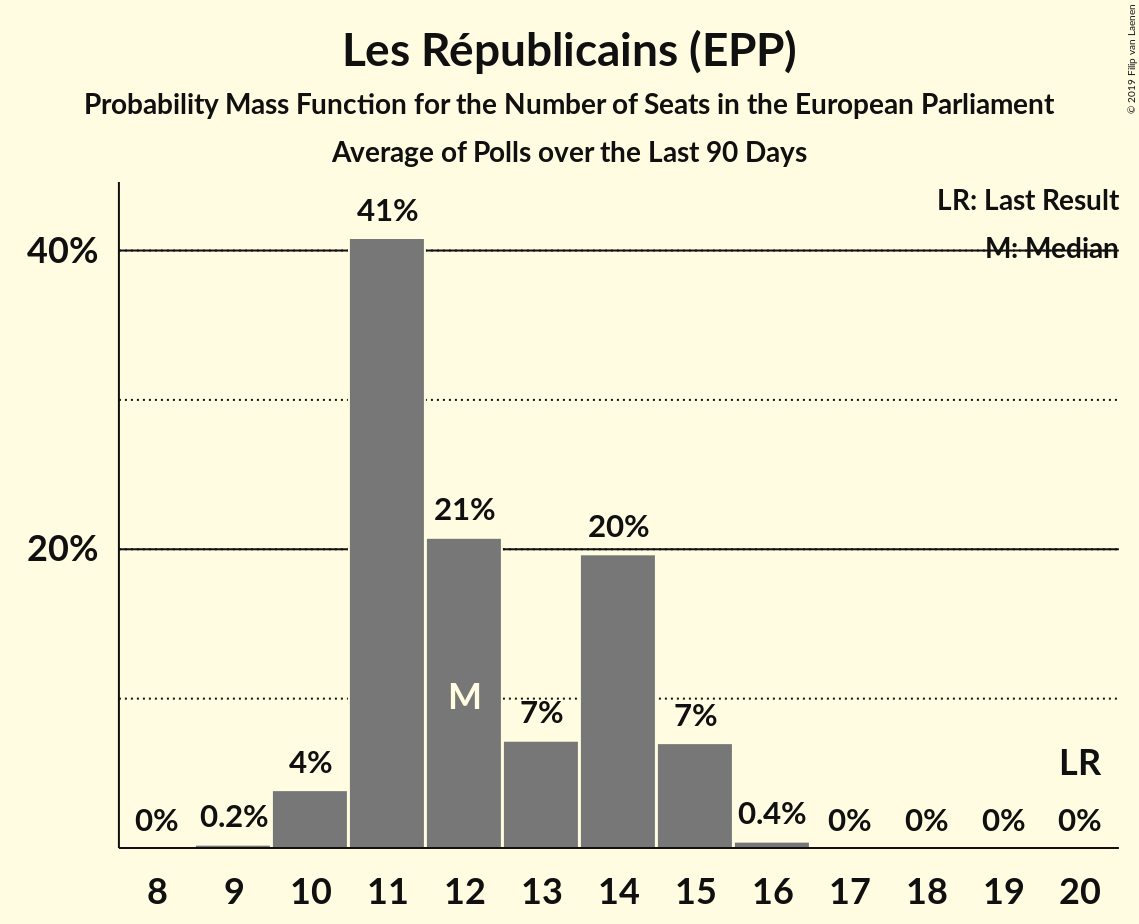 Les Républicains (EPP)
Probability Mass Function for the Number of Seats in the European Parliament
Average of Polls over the Last 90 Days
© 2019 Filip van Laenen
LR: Last Result
M: Median
41%
40%
21%
20%
20%
M
7%
7%
4%
LR
0%
0.2%
0.4%
0%
0%
0%
0%
8 9 10 11 12 13 14 15 16 17 18 19 20